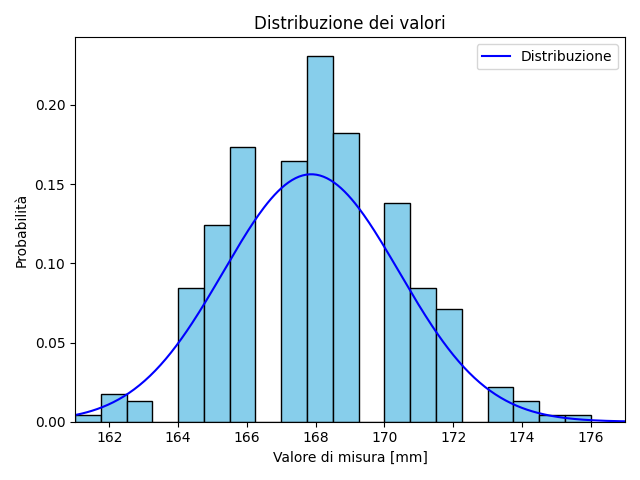 Distribuzione dei valori
Distribuzione
Probabilità
0.20
0.15
0.10
0.05
0.00
162 164 166 168 170 172 174 176
Valore di misura [mm]